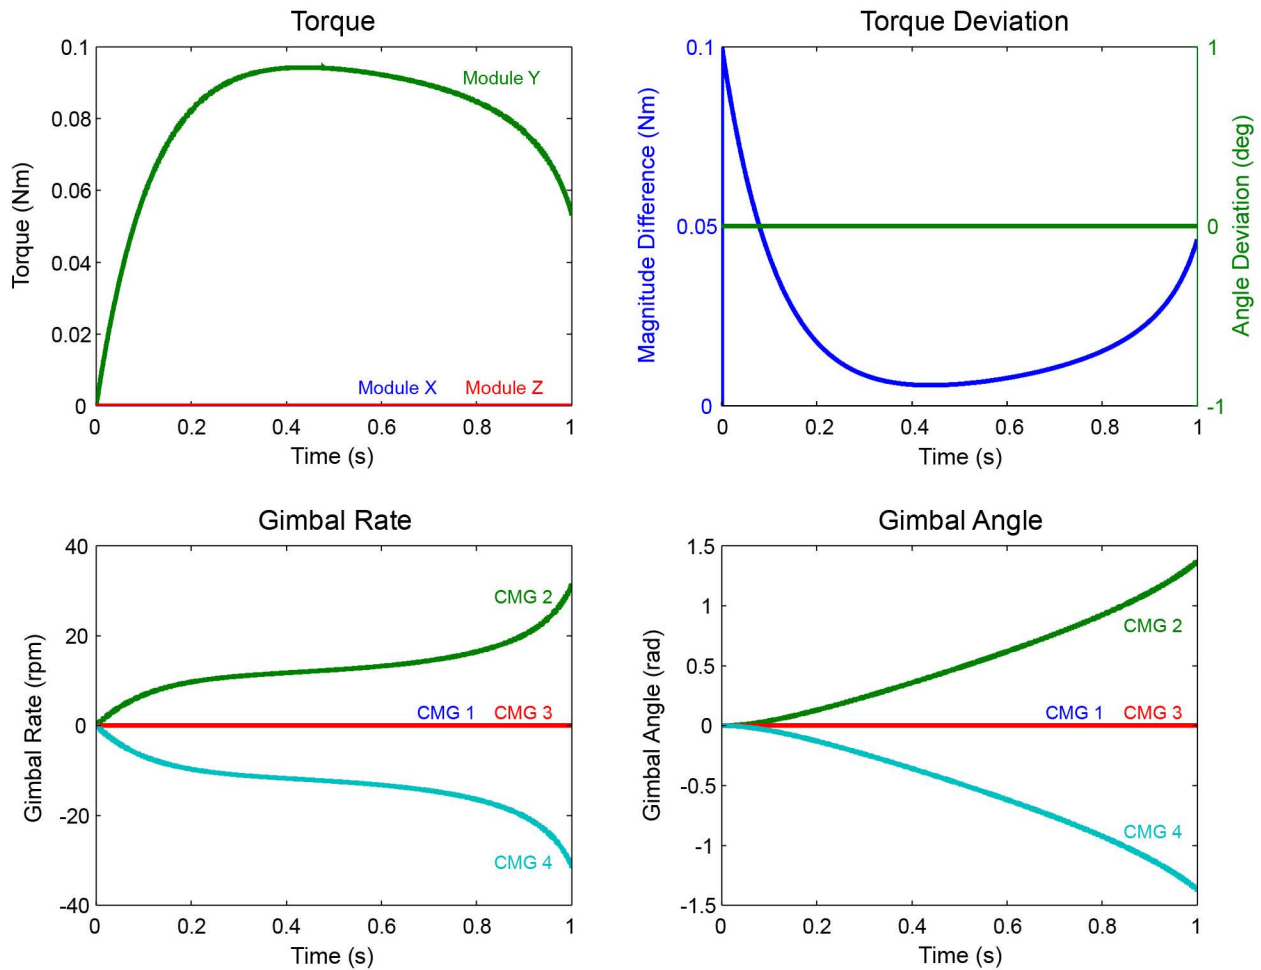 Torque
0.1
0.08
0.06
0.04
0.02
0
Torque (Nm)
Module Y
Module X Module Z
0 0.2 0.4 0.6 0.8 1
Time (s)
Torque Deviation
0.1
0.05
0
Magnitude Difference (Nm)
1
0
-1
Angle Deviation (deg)
0 0.2 0.4 0.6 0.8 1
Time (s)
Gimbal Rate
40
20
0
-20
-40
Gimbal Rate (rpm)
CMG 2
CMG 1 CMG 3
CMG 4
0 0.2 0.4 0.6 0.8 1
Time (s)
Gimbal Angle
1.5
1
0.5
0
-0.5
-1
-1.5
Gimbal Angle (rad)
CMG 2
CMG 1 CMG 3
CMG 4
0 0.2 0.4 0.6 0.8 1
Time (s)